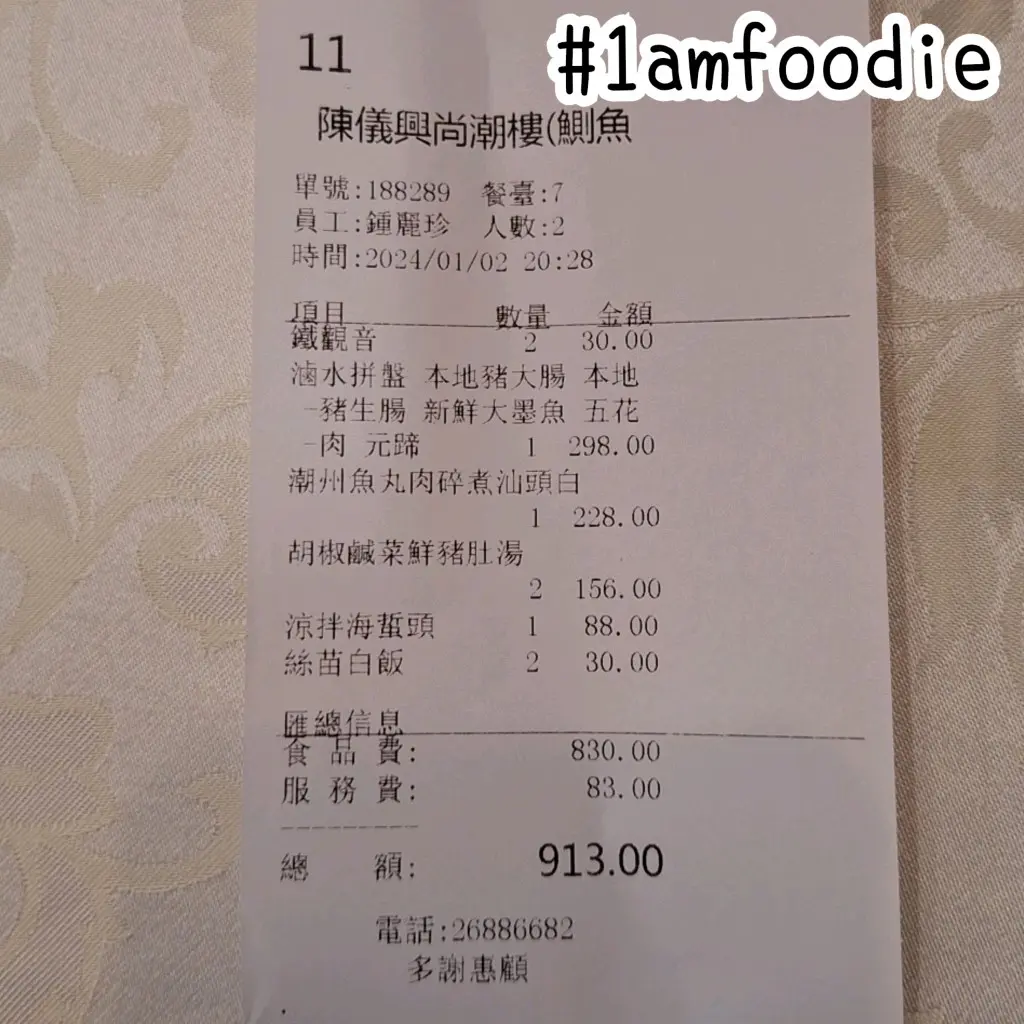 #1amfoodie
11
陳儀興尚潮樓(鰂魚
單號:188289 餐臺:7
員工:鍾麗珍 人數:2
時間:2024/01/02 20:28
項目 數量 金額
鐵觀音 2 30.00
滷水拼盤 本地豬大腸 本地
-豬生腸 新鮮大墨魚 五花
-肉 元蹄 1 298.00
潮州魚丸肉碎煮汕頭白
1 228.00
胡椒鹹菜鮮豬肚湯
2 156.00
涼拌海蜇頭 1 88.00
絲苗白飯 2 30.00
匯總信息
食 品 費: 830.00
服 務 費: 83.00
總 額: 913.00
電話:26886682
多謝惠顧